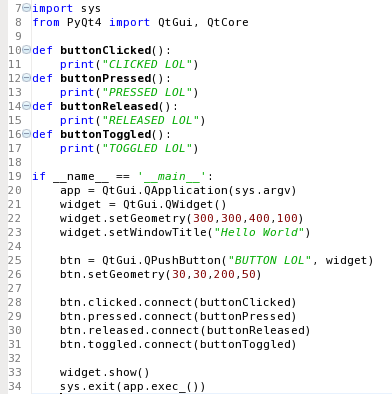 7 import sys
8 from PyQt4 import QtGui, QtCore
9
10 def buttonClicked():
11     print("CLICKED LOL")
12 def buttonPressed():
13     print("PRESSED LOL")
14 def buttonReleased():
15     print("RELEASED LOL")
16 def buttonToggled():
17     print("TOGGLED LOL")
18
19 if __name__ == '__main__':
20     app = QtGui.QApplication(sys.argv)
21     widget = QtGui.QWidget()
22     widget.setGeometry(300,300,400,100)
23     widget.setWindowTitle("Hello World")
24
25     btn = QtGui.QPushButton("BUTTON LOL", widget)
26     btn.setGeometry(30,30,200,50)
27
28     btn.clicked.connect(buttonClicked)
29     btn.pressed.connect(buttonPressed)
30     btn.released.connect(buttonReleased)
31     btn.toggled.connect(buttonToggled)
32
33     widget.show()
34     sys.exit(app.exec_())